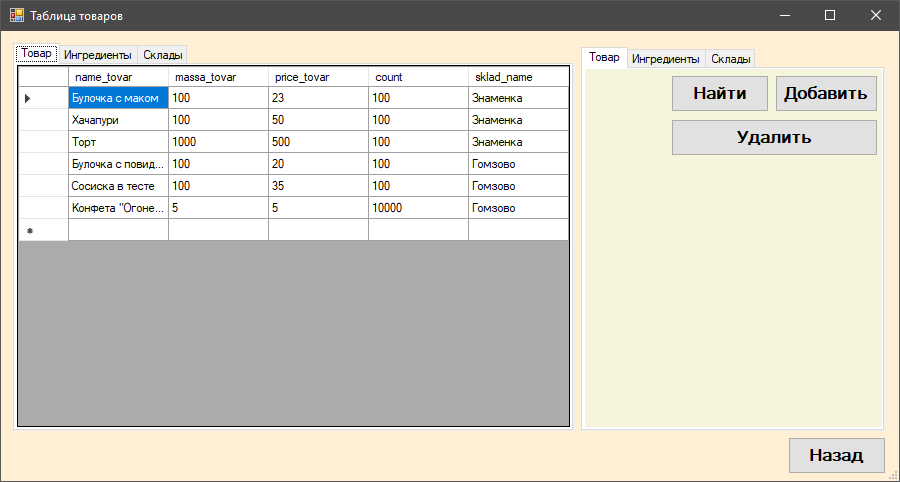 Таблица товаров
Товар Ингредиенты Склады
name_tovar massa_tovar price_tovar count sklad_name
Булочка с маком 100 23 100 Знаменка
Хачапури 100 50 100 Знаменка
Торт 1000 500 100 Знаменка
Булочка с повид... 100 20 100 Гомзово
Сосиска в тесте 100 35 100 Гомзово
Конфета "Огоне... 5 5 10000 Гомзово
Товар Ингредиенты Склады
Найти Добавить
Удалить
Назад